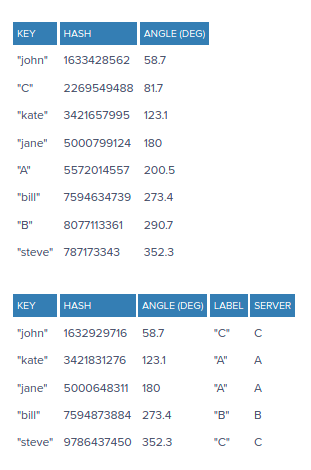 KEY HASH ANGLE (DEG)
"john" 1633428562 58.7
"C" 2269549488 81.7
"kate" 3421657995 123.1
"jane" 5000799124 180
"A" 5572014557 200.5
"bill" 7594634739 273.4
"B" 8077113361 290.7
"steve" 787173343 352.3
KEY HASH ANGLE (DEG) LABEL SERVER
"john" 1632929716 58.7 "C" C
"kate" 3421831276 123.1 "A" A
"jane" 5000648311 180 "A" A
"bill" 7594873884 273.4 "B" B
"steve" 9786437450 352.3 "C" C